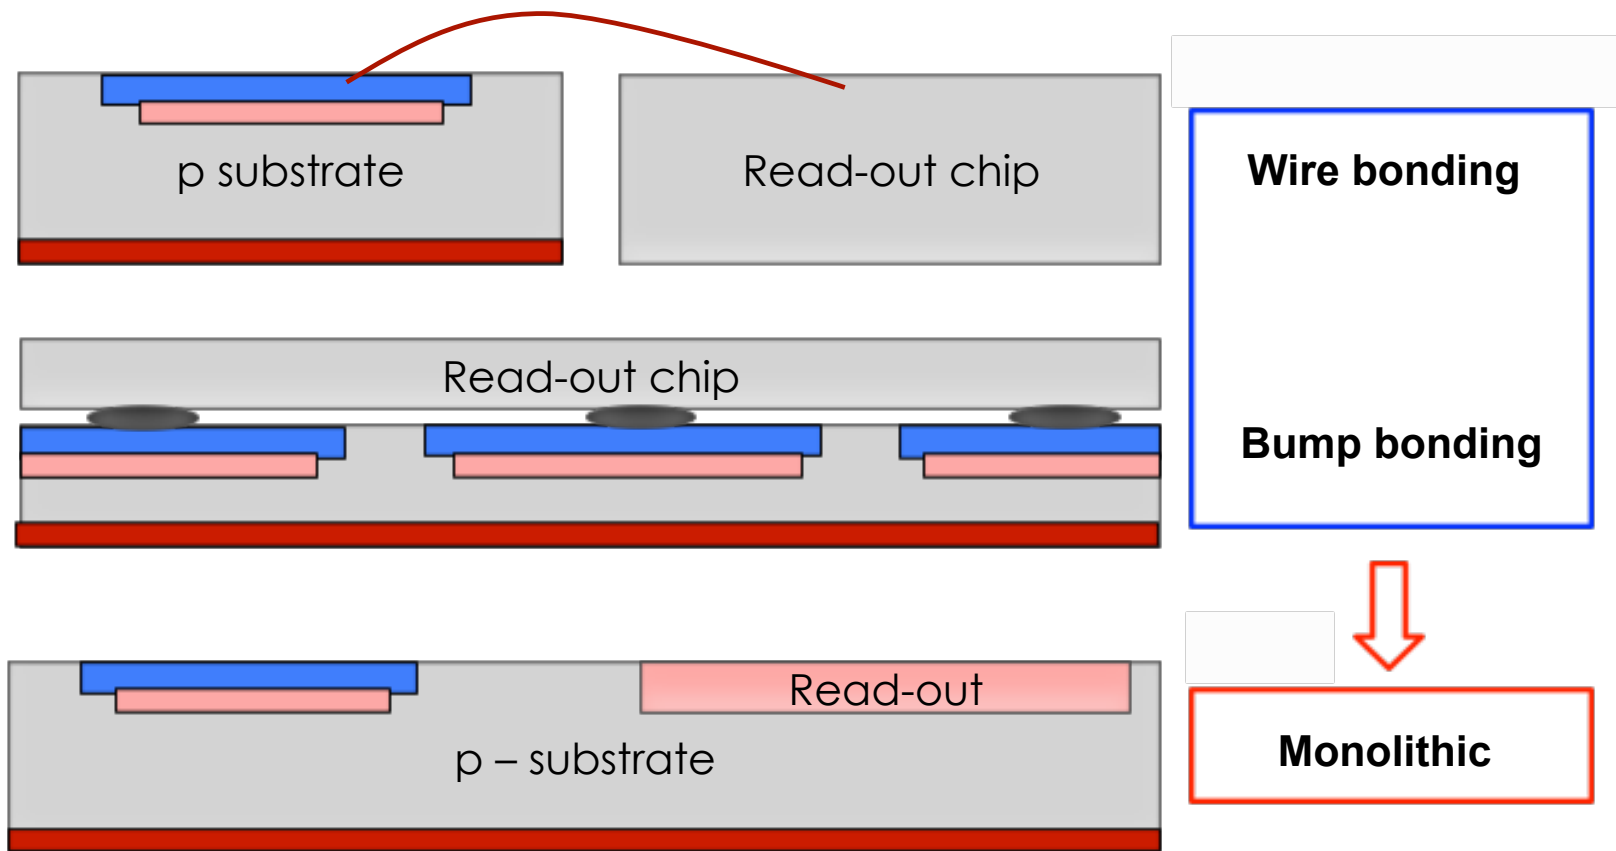 p substrate
Read-out chip
Wire bonding
Read-out chip
Bump bonding
Read-out
p – substrate
Monolithic